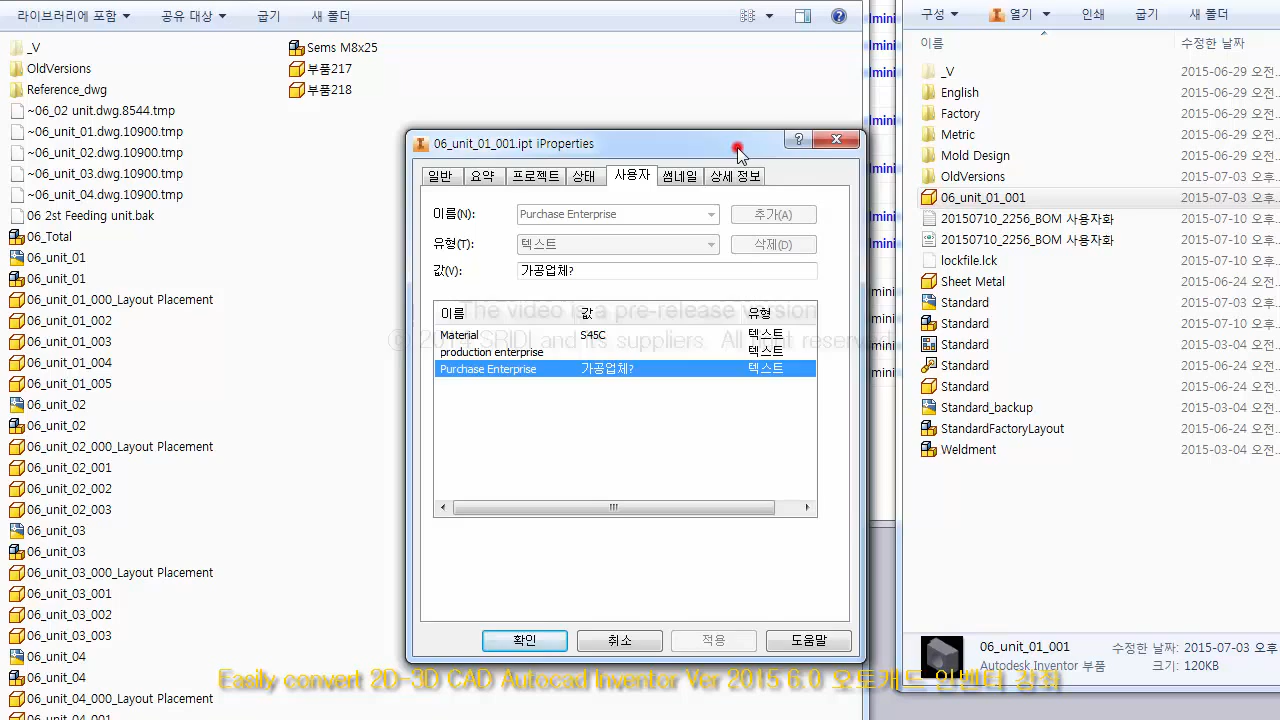 라이브러리에 포함
공유 대상
굽기
새 폴더
_V
OldVersions
Reference_dwg
~06_02 unit.dwg.8544.tmp
~06_unit_01.dwg.10900.tmp
~06_unit_02.dwg.10900.tmp
~06_unit_03.dwg.10900.tmp
~06_unit_04.dwg.10900.tmp
06 2st Feeding unit.bak
06_Total
06_unit_01
06_unit_01
06_unit_01_000_Layout Placement
06_unit_01_002
06_unit_01_003
06_unit_01_004
06_unit_01_005
06_unit_02
06_unit_02
06_unit_02_000_Layout Placement
06_unit_02_001
06_unit_02_002
06_unit_02_003
06_unit_03
06_unit_03
06_unit_03_000_Layout Placement
06_unit_03_001
06_unit_03_002
06_unit_03_003
06_unit_04
06_unit_04
06_unit_04_001
Sems M8x25
부품217
부품218
06_unit_01_001.ipt iProperties
일반
요약
프로젝트
상태
사용자
썸네일
상세 정보
이름(N):
Purchase Enterprise
추가(A)
유형(T):
텍스트
삭제(D)
값(V):
가공업체?
이름 값 유형
Material S45C 텍스트
production enterprise 텍스트
Purchase Enterprise 가공업체? 텍스트
확인
취소
적용
도움말
The video is a pre-release version
lmini
lmini
lmini
lmini
lmini
lmini
lmini
mini
mini
mini
mini
구성
열기
인쇄
굽기
새 폴더
이름 수정한 날짜
_V 2015-06-29 오전...
English 2015-06-29 오전...
Factory 2015-06-29 오전...
Metric 2015-06-29 오전...
Mold Design 2015-06-29 오전...
OldVersions 2015-06-29 오전...
06_unit_01_001 2015-07-03 오후...
20150710_2256_BOM 사용자화 2015-07-10 오후...
20150710_2256_BOM 사용자화 2015-07-10 오후...
lockfile.lck 2015-07-10 오후...
Sheet Metal 2015-06-24 오전...
Standard 2015-07-03 오후...
Standard 2015-07-10 오후...
Standard 2015-06-24 오전...
Standard 2015-06-24 오전...
Standard 2015-07-10 오후...
Standard_backup 2015-03-04 오전...
StandardFactoryLayout 2015-06-24 오전...
Weldment 2015-03-04 오전...
06_unit_01_001 수정한 날짜: 2015-07-03 오후
Autodesk Inventor 부품 크기: 120KB
Easily convert 2D-3D CAD Autocad Inventor Ver 2015 6.0 오토캐드 인벤터 강좌